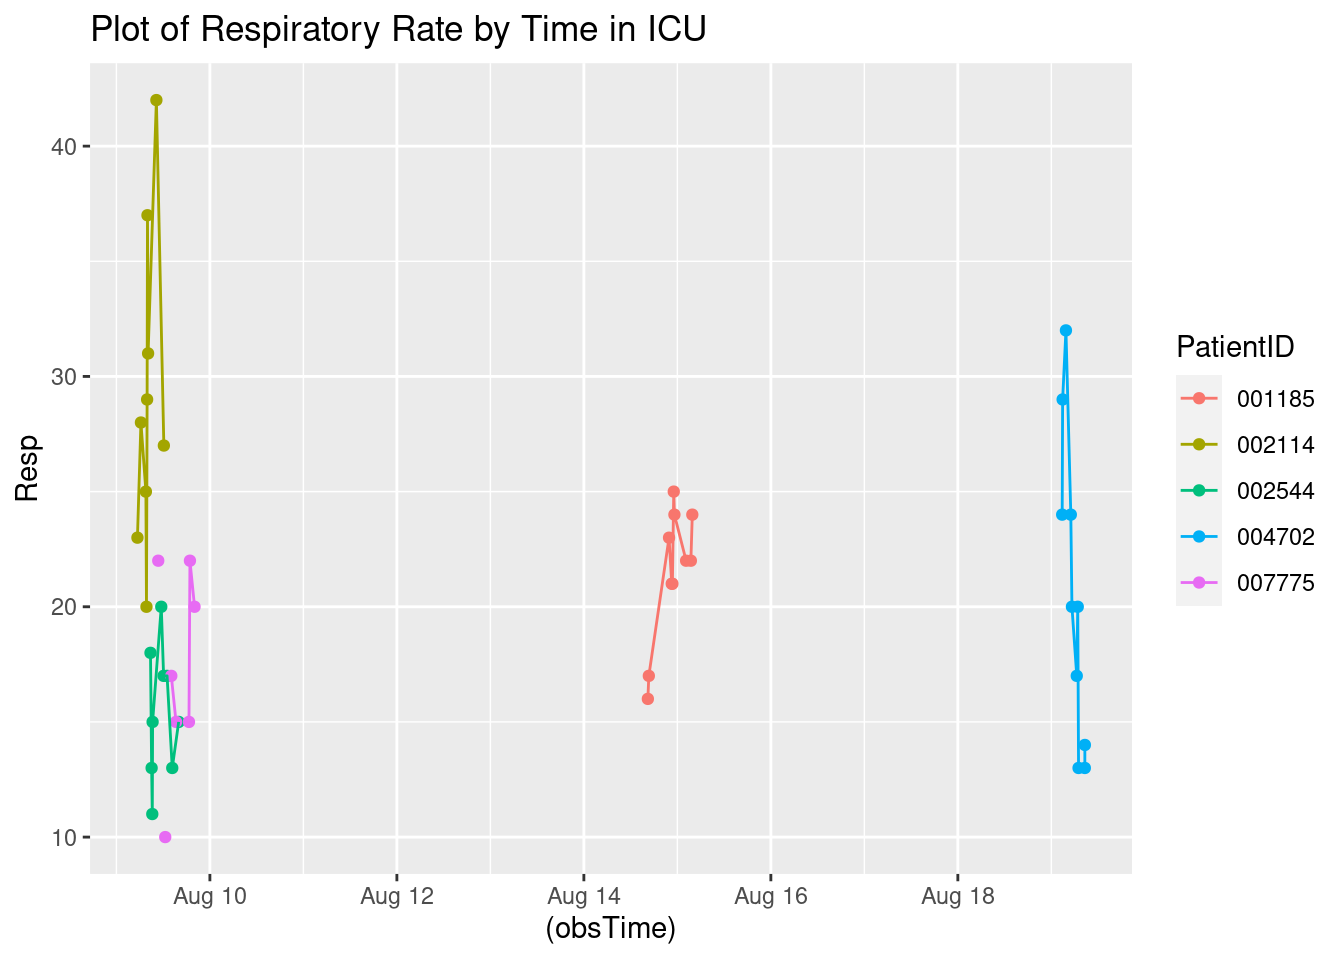 Plot of Respiratory Rate by Time in ICU
40
30
20
10
Resp
Aug 10 Aug 12 Aug 14 Aug 16 Aug 18
(obsTime)
PatientID
001185
002114
002544
004702
007775